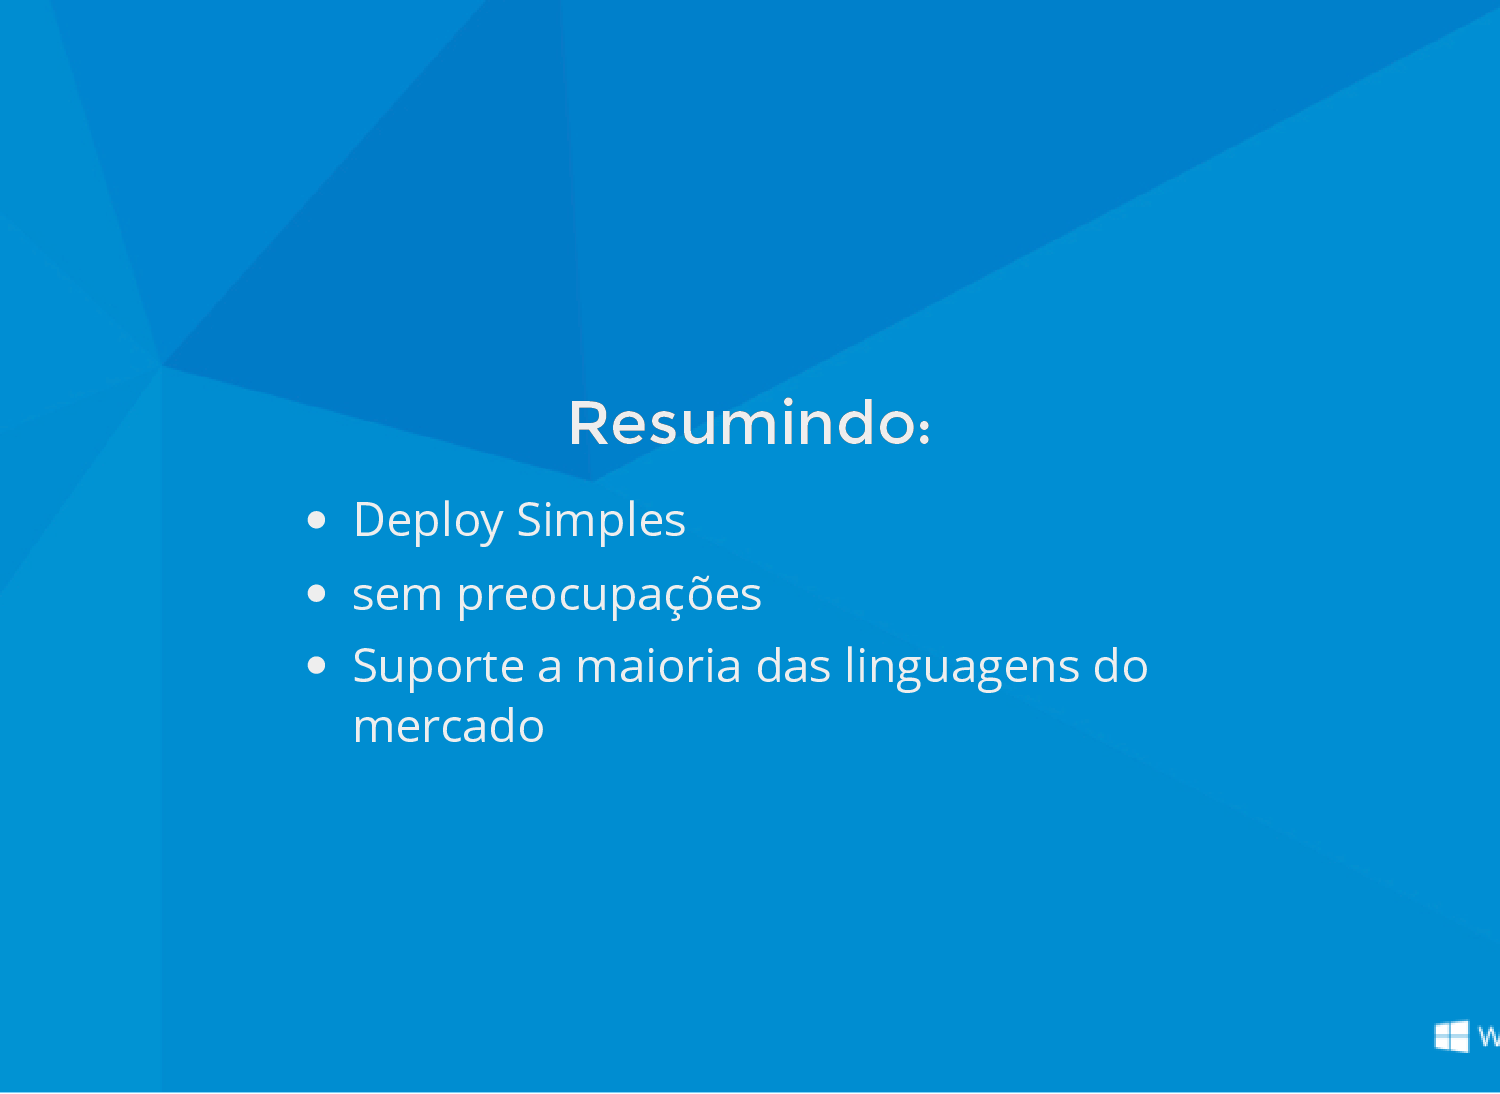 Resumindo:
Deploy Simples
sem preocupações
Suporte a maioria das linguagens do
mercado